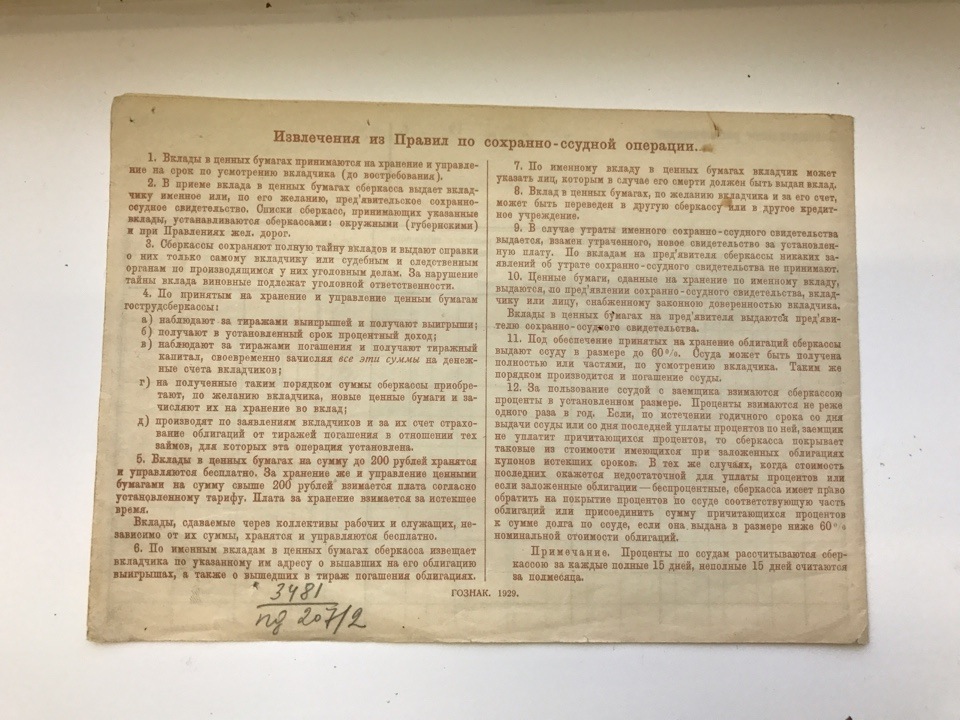 Извлечения из Правил по сохранно-ссудной операции.
1. Вклады в ценных бумагах принимаются на хранение и управле-
ние на срок по усмотрению вкладчика (до востребования).
2. В приеме вклада в ценных бумагах сберкасса выдает вклад-
чику именное или, по его желанию, пред'явительское сохранно-
ссудное свидетельство. Списки сберкасс, принимающих указанные
вклады, устанавливаются сберкассами: окружными (губернскими)
и при Правлениях жел. дорог.
3. Сберкассы сохраняют полную тайну вкладов и выдают справки
о них только самому вкладчику или судебным и следственным
органам по производящимся у них уголовным делам. За нарушение
тайны вклада виновные подлежат уголовной ответственности.
4. По принятым на хранение и управление ценным бумагам
гострудсберкассы:
а) наблюдают за тиражами выигрышей и получают выигрыши;
б) получают в установленный срок процентный доход;
в) наблюдают за тиражами погашения и получают тиражный
капитал, своевременно зачисляя все эти суммы на денеж-
ные счета вкладчиков;
г) на полученные таким порядком суммы сберкассы приобре-
тают, по желанию вкладчика, новые ценные бумаги и за-
числяют их на хранение во вклад;
д) производят по заявлениям вкладчиков и за их счет страхо-
вание облигаций от тиражей погашения в отношении тех
займов, для которых эта операция установлена.
5. Вклады в ценных бумагах на сумму до 200 рублей хранятся
и управляются бесплатно. За хранение же и управление ценными
бумагами на сумму свыше 200 рублей взимается плата согласно
установленному тарифу. Плата за хранение взимается за истекшее
время.
Вклады, сдаваемые через коллективы рабочих и служащих, не-
зависимо от их суммы, хранятся и управляются бесплатно.
6. По именным вкладам в ценных бумагах сберкасса извещает
вкладчика по указанному им адресу о выпавших на его облигацию
выигрышах, а также о вышедших в тираж погашения облигациях.
7. По именному вкладу в ценных бумагах вкладчик может
указать лиц, которым в случае его смерти должен быть выдан вклад.
8. Вклад в ценных бумагах, по желанию вкладчика и за его счет,
может быть переведен в другую сберкассу или в другое кредит-
ное учреждение.
9. В случае утраты именного сохранно-ссудного свидетельства
выдается, взамен утраченного, новое свидетельство за установлен-
ную плату. По вкладам на пред'явителя сберкассы никаких за-
явлений об утрате сохранно-ссудного свидетельства не принимают.
10. Ценные бумаги, сданные на хранение по именному вкладу,
выдаются, по пред'явлении сохранно-ссудного свидетельства, вклад-
чику или лицу, снабженному законною доверенностью вкладчика.
Вклады в ценных бумагах на пред'явителя выдаются пред'яви-
телю сохранно-ссудного свидетельства.
11. Под обеспечение принятых на хранение облигаций сберкассы
выдают ссуду в размере до 60%. Ссуда может быть получена
полностью или частями, по усмотрению вкладчика. Таким же
порядком производится и погашение ссуды.
12. За пользование ссудой с заемщика взимаются сберкассою
проценты в установленном размере. Проценты взимаются не реже
одного раза в год. Если, по истечении годичного срока со дня
выдачи ссуды или со дня последней уплаты процентов по ней, заемщик
не уплатит причитающихся процентов, то сберкасса покрывает
таковые из стоимости имеющихся при заложенных облигациях
купонов истекших сроков. В тех же случаях, когда стоимость
последних окажется недостаточной для уплаты процентов или
если заложенные облигации — беспроцентные, сберкасса имеет право
обратить на покрытие процентов по ссуде соответствующую часть
облигаций или присоединить сумму причитающихся процентов
к сумме долга по ссуде, если она выдана в размере ниже 60%
номинальной стоимости облигаций.
Примечание. Проценты по ссудам рассчитываются сбер-
кассою за каждые полные 15 дней, неполные 15 дней считаются
за полмесяца.
ГОЗНАК. 1929.
3481
пд 207/2